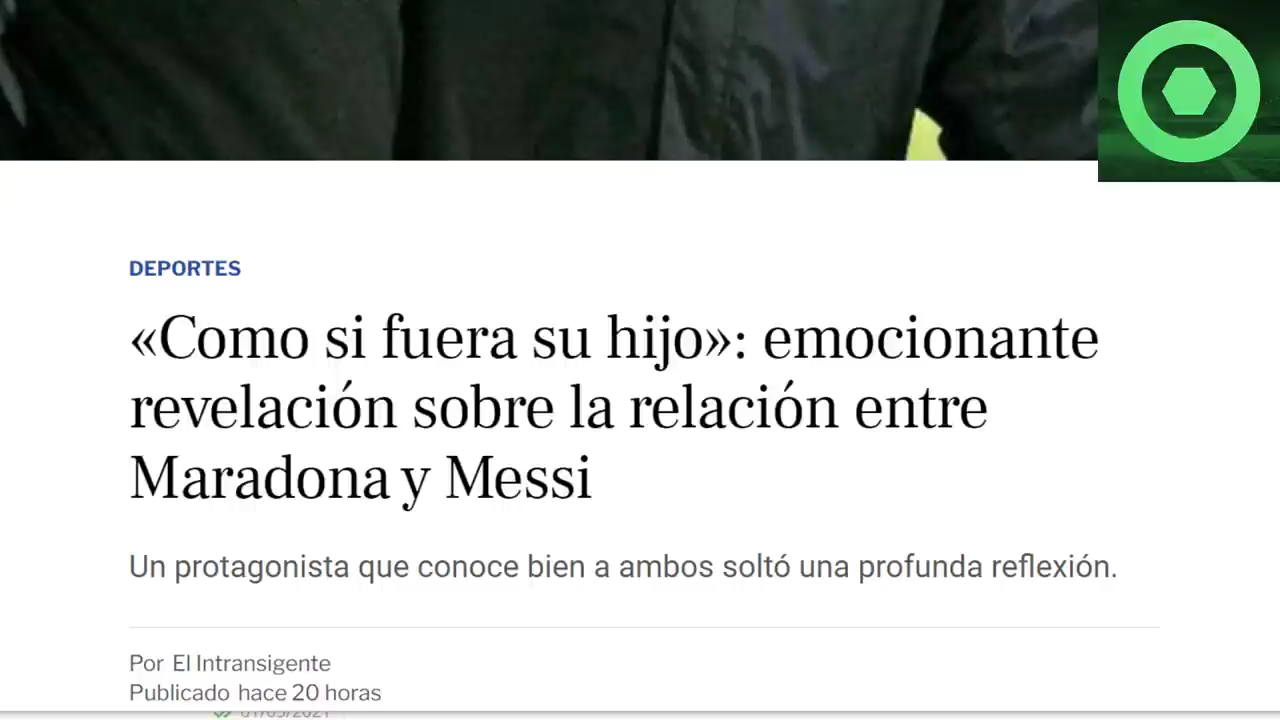 DEPORTES
«Como si fuera su hijo»: emocionante
revelación sobre la relación entre
Maradona y Messi
Un protagonista que conoce bien a ambos soltó una profunda reflexión.
Por El Intransigente
Publicado hace 20 horas